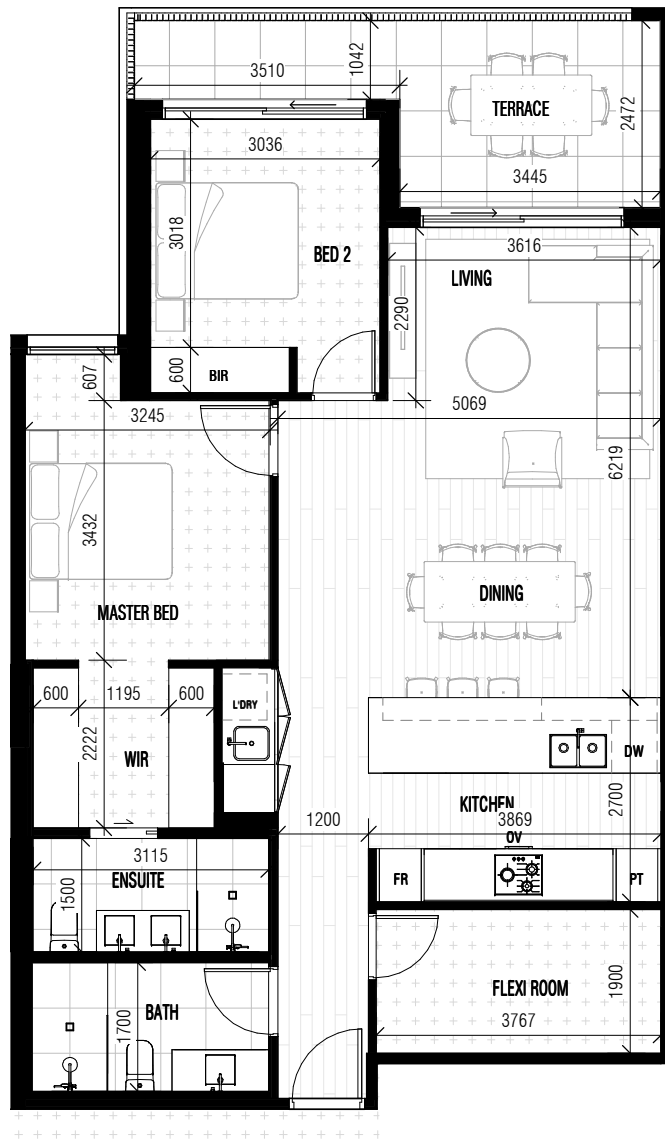 3510
1042
TERRACE
2472
3445
3036
3018
BED 2
3616
LIVING
2290
600
BIR
607
3245
5069
6219
3432
MASTER BED
DINING
600
1195
600
L'DRY
2222
WIR
DW
KITCHEN
2700
1200
3869
OV
3115
ENSUITE
1500
FR
PT
FLEXI ROOM
1900
BATH
1700
3767